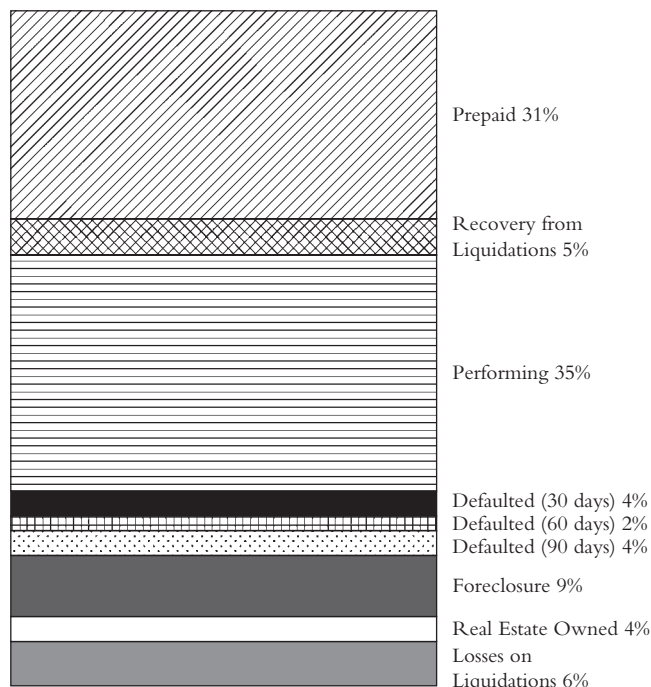 Prepaid 31%
Recovery from
Liquidations 5%
Performing 35%
Defaulted (30 days) 4%
Defaulted (60 days) 2%
Defaulted (90 days) 4%
Foreclosure 9%
Real Estate Owned 4%
Losses on
Liquidations 6%